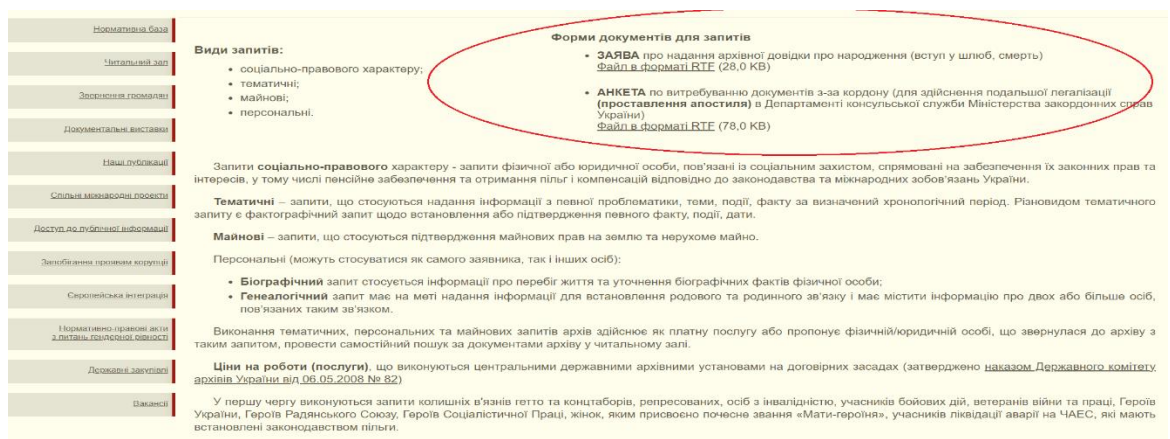 Нормативна база
Читальний зал
Звернення громадян
Документальні виставки
Наші публікації
Спільні міжнародні проекти
Доступ до публічної інформації
Запобігання проявам корупції
Європейська інтеграція
Нормативно-правові акти
з питань гендерної рівності
Державні закупівлі
Вакансії
Види запитів:
• соціально-правового характеру;
• тематичні;
• майнові;
• персональні.
Форми документів для запитів
• ЗАЯВА про надання архівної довідки про народження (вступ у шлюб, смерть)
Файл в форматі RTF (28,0 KB)
• АНКЕТА по витребуванню документів з-за кордону (для здійснення подальшої легалізації
(проставлення апостиля) в Департаменті консульської служби Міністерства закордонних справ
України)
Файл в форматі RTF (78,0 KB)
Запити соціально-правового характеру - запити фізичної або юридичної особи, пов'язані із соціальним захистом, спрямовані на забезпечення їх законних прав та
інтересів, у тому числі пенсійне забезпечення та отримання пільг і компенсацій відповідно до законодавства та міжнародних зобов'язань України.
Тематичні – запити, що стосуються надання інформації з певної проблематики, теми, події, факту за визначений хронологічний період. Різновидом тематичного
запиту є фактографічний запит щодо встановлення або підтвердження певного факту, події, дати.
Майнові – запити, що стосуються підтвердження майнових прав на землю та нерухоме майно.
Персональні (можуть стосуватися як самого заявника, так і інших осіб):
• Біографічний запит стосується інформації про перебіг життя та уточнення біографічних фактів фізичної особи;
• Генеалогічний запит має на меті надання інформації для встановлення родового та родинного зв'язку і має містити інформацію про двох або більше осіб,
пов'язаних таким зв'язком.
Виконання тематичних, персональних та майнових запитів архів здійснює як платну послугу або пропонує фізичній/юридичній особі, що звернулася до архіву з
таким запитом, провести самостійний пошук за документами архіву у читальному залі.
Ціни на роботи (послуги), що виконуються центральними державними архівними установами на договірних засадах (затверджено наказом Державного комітету
архівів України від 06.05.2008 № 82)
У першу чергу виконуються запити колишніх в'язнів гетто та концтаборів, репресованих, осіб з інвалідністю, учасників бойових дій, ветеранів війни та праці, Героїв
України, Героїв Радянського Союзу, Героїв Соціалістичної Праці, жінок, яким присвоєно почесне звання «Мати-героїня», учасників ліквідації аварії на ЧАЕС, які мають
встановлені законодавством пільги.